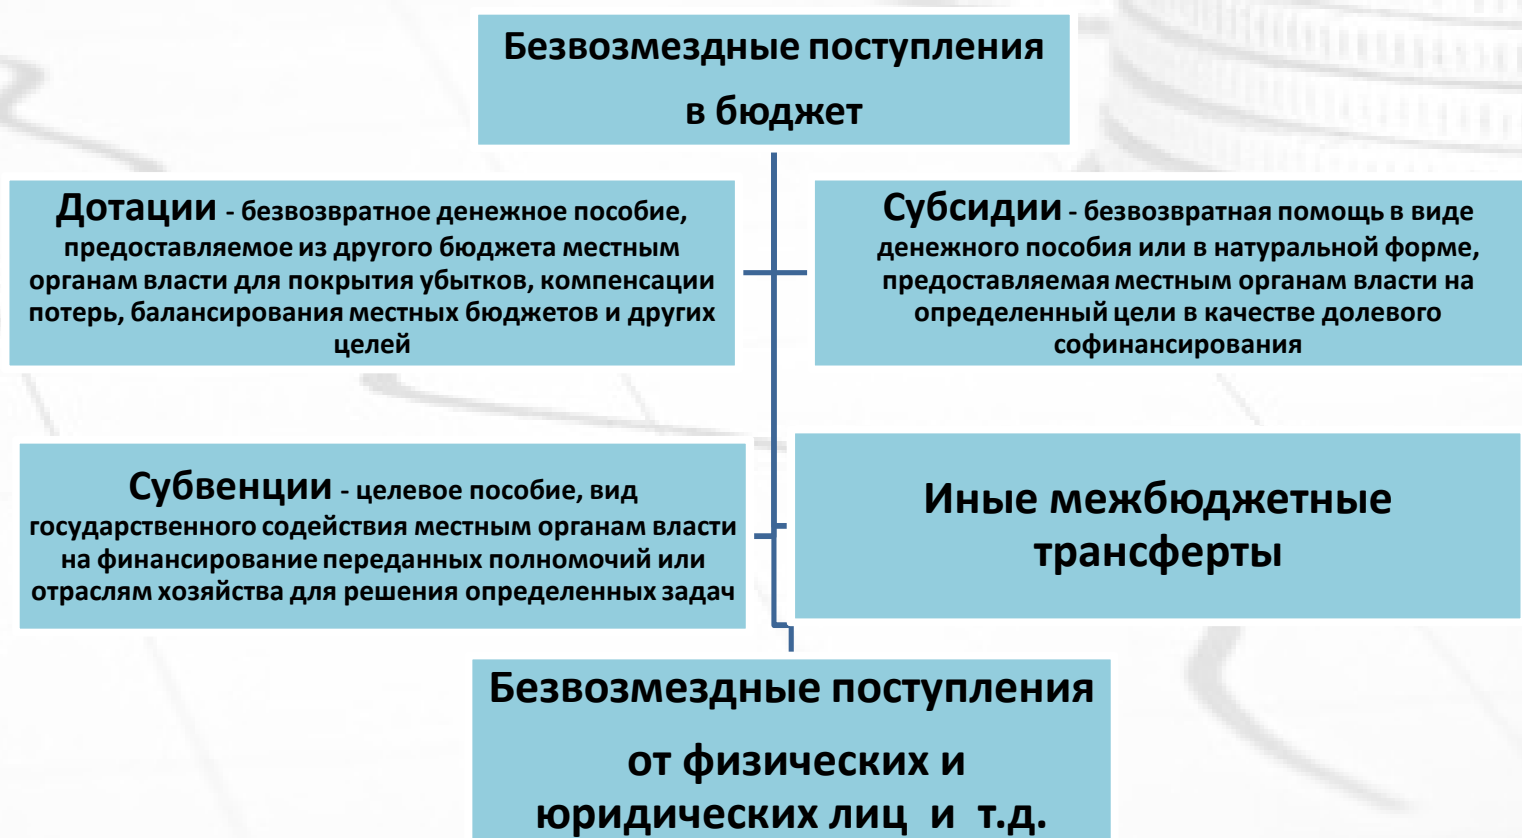 Безвозмездные поступления
в бюджет
Дотации - безвозвратное денежное пособие,
предоставляемое из другого бюджета местным
органам власти для покрытия убытков, компенсации
потерь, балансирования местных бюджетов и других
целей
Субсидии - безвозвратная помощь в виде
денежного пособия или в натуральной форме,
предоставляемая местным органам власти на
определенный цели в качестве долевого
софинансирования
Субвенции - целевое пособие, вид
государственного содействия местным органам власти
на финансирование переданных полномочий или
отраслям хозяйства для решения определенных задач
Иные межбюджетные
трансферты
Безвозмездные поступления
от физических и
юридических лиц и т.д.